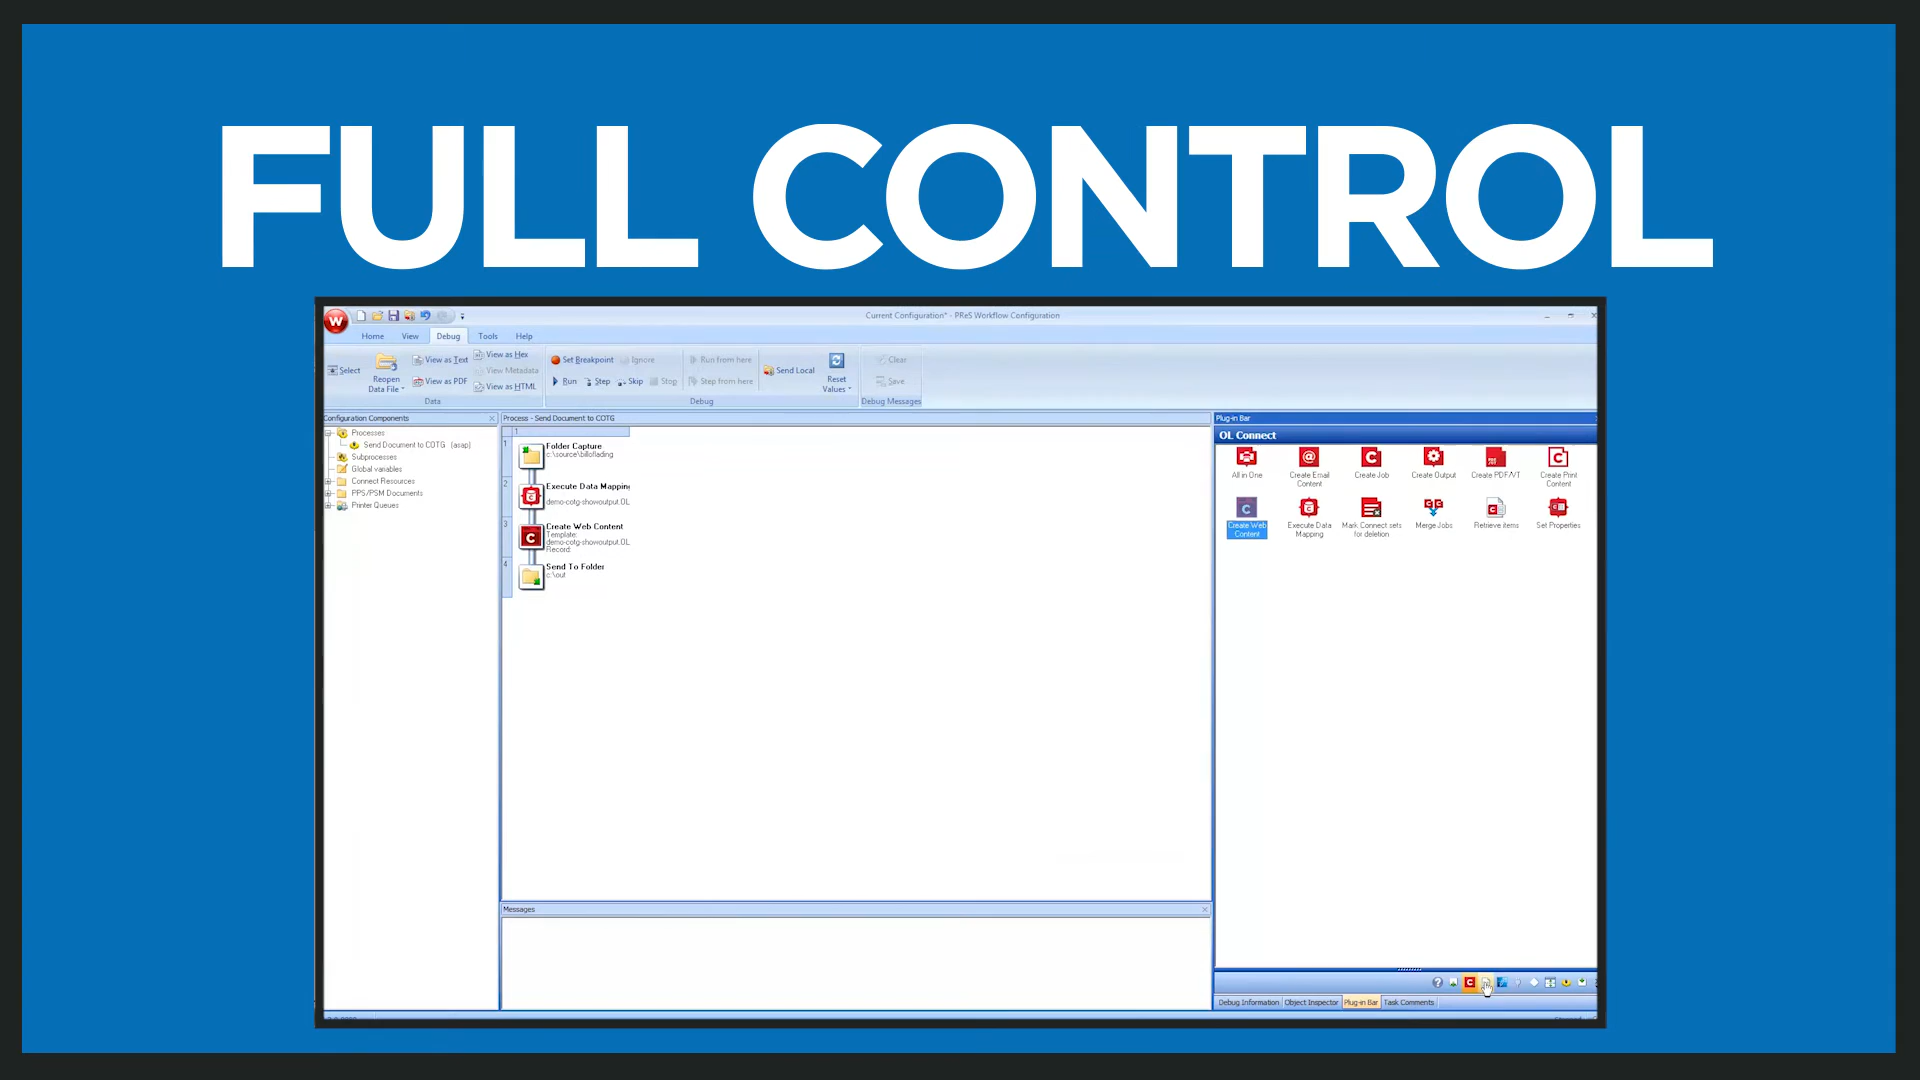 FULL CONTROL
W
Current Configuration* - PReS Workflow Configuration
Home View Debug Tools Help
Select
Reopen Data File
View as Text
View as PDF
View as Hex
View Metadata
View as HTML
Data
Set Breakpoint Ignore
Run Step Skip Stop
Run from here
Step from here
Debug
Send Local
Reset Values
Clear
Save
Debug Messages
Configuration Components
Processes
Send Document to COTG (asap)
Subprocesses
Global variables
Connect Resources
PPS/PSM Documents
Printer Queues
Process - Send Document to COTG
1
1
Folder Capture
c:\source\billoflading
2
Execute Data Mapping
demo-cotg-showoutput.OL
3
Create Web Content
Template:
demo-cotg-showoutput.OL
Record:
4
Send To Folder
c:\out
Messages
Plug-in Bar
OL Connect
All in One
Create Email Content
Create Job
Create Output
Create PDF/VT
Create Print Content
Create Web Content
Execute Data Mapping
Mark Connect sets for deletion
Merge Jobs
Retrieve items
Set Properties
Debug Information Object Inspector Plug-in Bar Task Comments